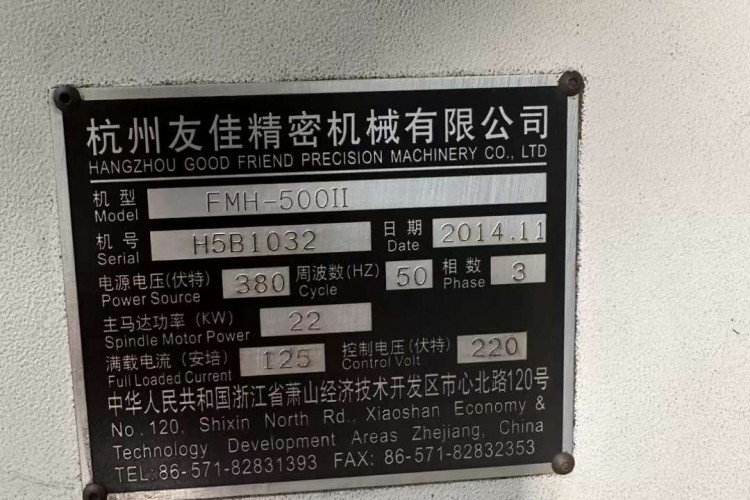 杭州友佳精密机械有限公司
HANGZHOU GOOD FRIEND PRECISION MACHINERY CO., LTD
机 型 FMH-500II
Model
机 号 H5B1032 日 期 2014.11
Serial Date
电源电压(伏特) 380 周波数(HZ) 50 相 数 3
Power Source Cycle Phase
主马达功率 (KW) 22
Spindle Motor Power
满载电流 (安培) 125 控制电压(伏特) 220
Full Loaded Current Control Volt
中华人民共和国浙江省萧山经济技术开发区市心北路120号
No.120, Shixin North Rd., Xiaoshan Economy &
Technology Development Areas Zhejiang, China
TEL:86-571-82831393 FAX: 86-571-82832353